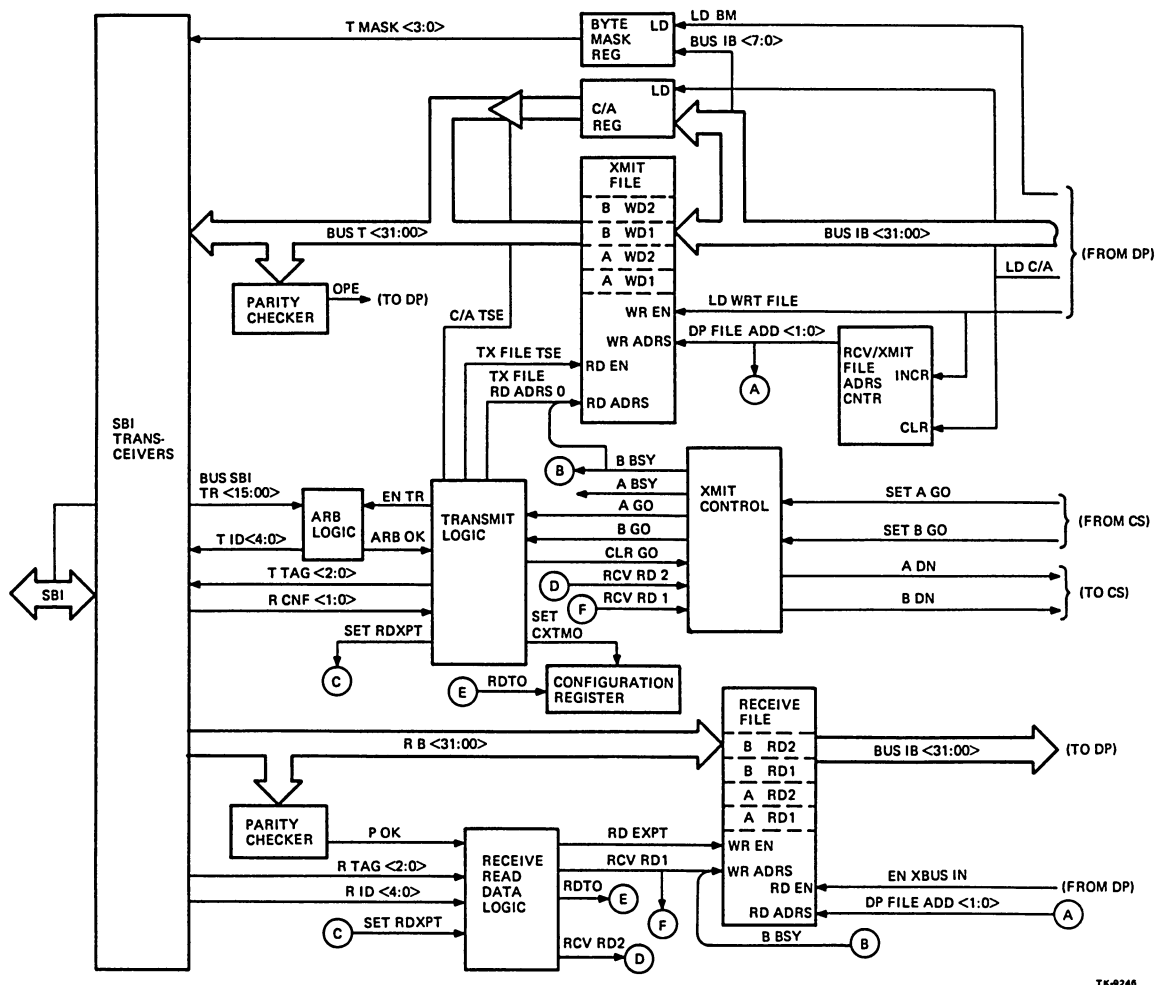 T MASK <3:0>
BYTE
MASK
REG
LD
LD BM
BUS IB <7:0>
C/A
REG
LD
XMIT
FILE
B WD2
B WD1
A WD2
A WD1
WR EN
WR ADRS
RD EN
RD ADRS
BUS T <31:00>
BUS IB <31:00>
(FROM DP)
LD C/A
PARITY
CHECKER
OPE
(TO DP)
C/A TSE
LD WRT FILE
DP FILE ADD <1:0>
RCV/XMIT
FILE
ADRS
CNTR
INCR
CLR
A
TX FILE TSE
TX FILE
RD ADRS 0
SBI
TRANS-
CEIVERS
SBI
BUS SBI
TR <15:00>
ARB
LOGIC
EN TR
ARB OK
T ID<4:0>
T TAG <2:0>
R CNF <1:0>
TRANSMIT
LOGIC
B
B BSY
A BSY
A GO
B GO
CLR GO
D
RCV RD 2
F
RCV RD 1
XMIT
CONTROL
SET A GO
SET B GO
(FROM CS)
A DN
B DN
(TO CS)
SET RDXPT
C
SET
CXTMO
E
RDTO
CONFIGURATION
REGISTER
R B <31:00>
RECEIVE
FILE
B RD2
B RD1
A RD2
A RD1
WR EN
WR ADRS
RD EN
RD ADRS
BUS IB <31:00>
(TO DP)
PARITY
CHECKER
P OK
R TAG <2:0>
R ID <4:0>
C
SET RDXPT
RECEIVE
READ
DATA
LOGIC
RD EXPT
RCV RD1
RDTO
E
F
RCV RD2
D
EN XBUS IN
(FROM DP)
DP FILE ADD <1:0>
A
B BSY
B
TK-9246